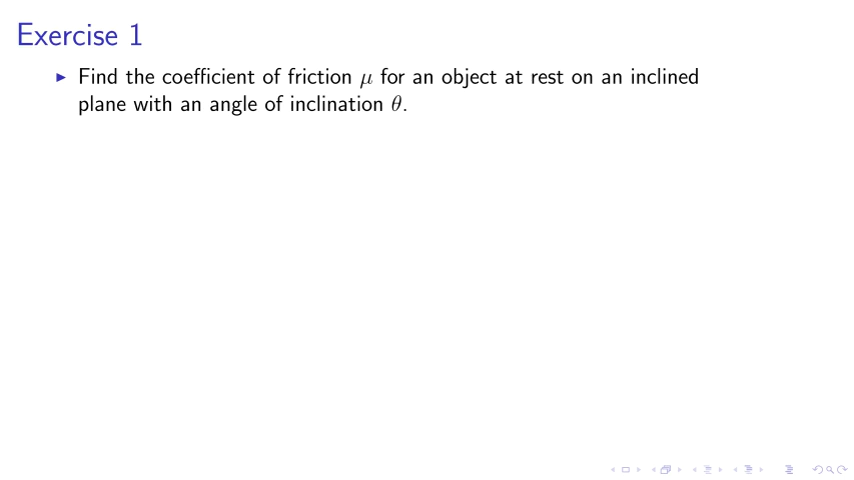 Exercise 1
▶ Find the coefficient of friction μ for an object at rest on an inclined
plane with an angle of inclination θ.